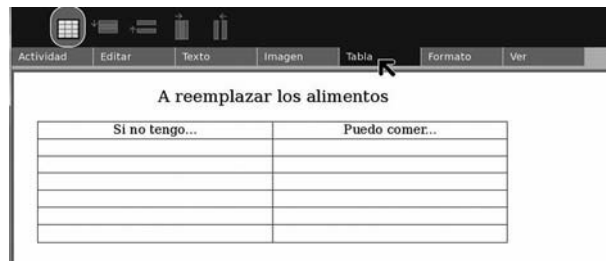 Actividad Editar Texto Imagen Tabla Formato Ver
A reemplazar los alimentos
Si no tengo... Puedo comer...